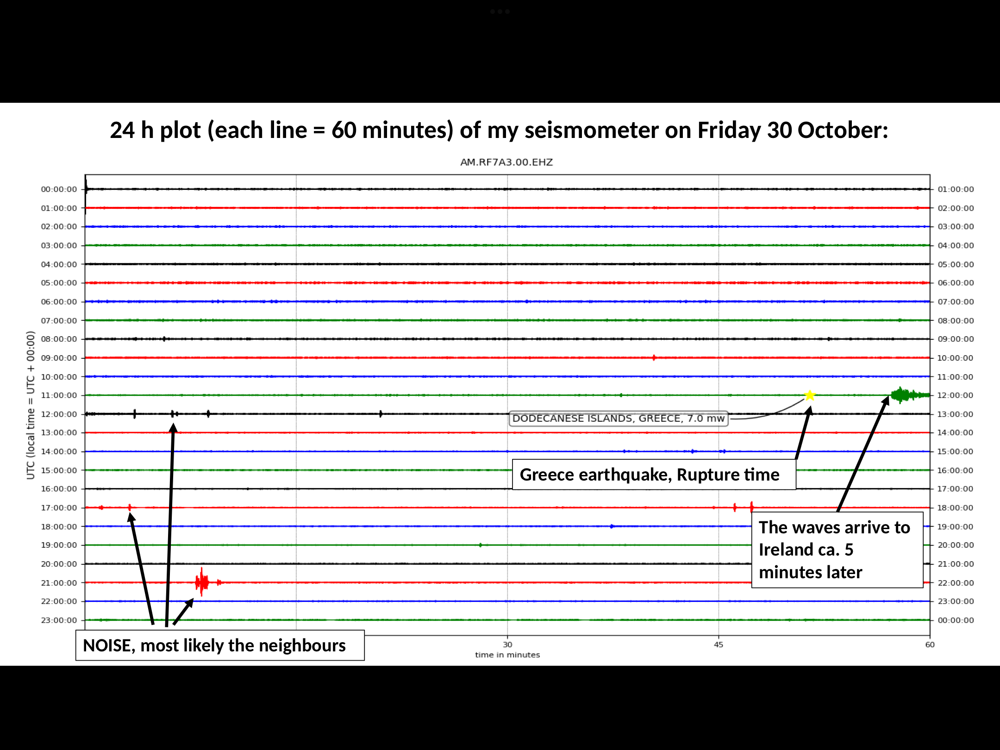 24 h plot (each line = 60 minutes) of my seismometer on Friday 30 October:
AM.RF7A3.00.EHZ
00:00:00 01:00:00
01:00:00 02:00:00
02:00:00 03:00:00
03:00:00 04:00:00
04:00:00 05:00:00
05:00:00 06:00:00
06:00:00 07:00:00
07:00:00 08:00:00
08:00:00 09:00:00
09:00:00 10:00:00
10:00:00 11:00:00
11:00:00 12:00:00
12:00:00 13:00:00
DODECANESE ISLANDS, GREECE, 7.0 mw
13:00:00 14:00:00
14:00:00 15:00:00
15:00:00 16:00:00
Greece earthquake, Rupture time
16:00:00 17:00:00
17:00:00 18:00:00
18:00:00 19:00:00
19:00:00 20:00:00
20:00:00 21:00:00
21:00:00 22:00:00
22:00:00 23:00:00
23:00:00 00:00:00
The waves arrive to
Ireland ca. 5
minutes later
UTC (local time = UTC + 00:00)
NOISE, most likely the neighbours
30 45 60
time in minutes